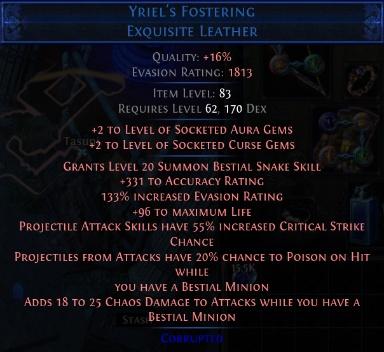 Yriel's Fostering
Exquisite Leather
Quality: +16%
Evasion Rating: 1813
Item Level: 83
Requires Level 62, 170 Dex
+2 to Level of Socketed Aura Gems
+2 to Level of Socketed Curse Gems
Grants Level 20 Summon Bestial Snake Skill
+331 to Accuracy Rating
133% increased Evasion Rating
+96 to maximum Life
Projectile Attack Skills have 55% increased Critical Strike
Chance
Projectiles from Attacks have 20% chance to Poison on Hit
while
you have a Bestial Minion
Adds 18 to 25 Chaos Damage to Attacks while you have a
Bestial Minion
Corrupted